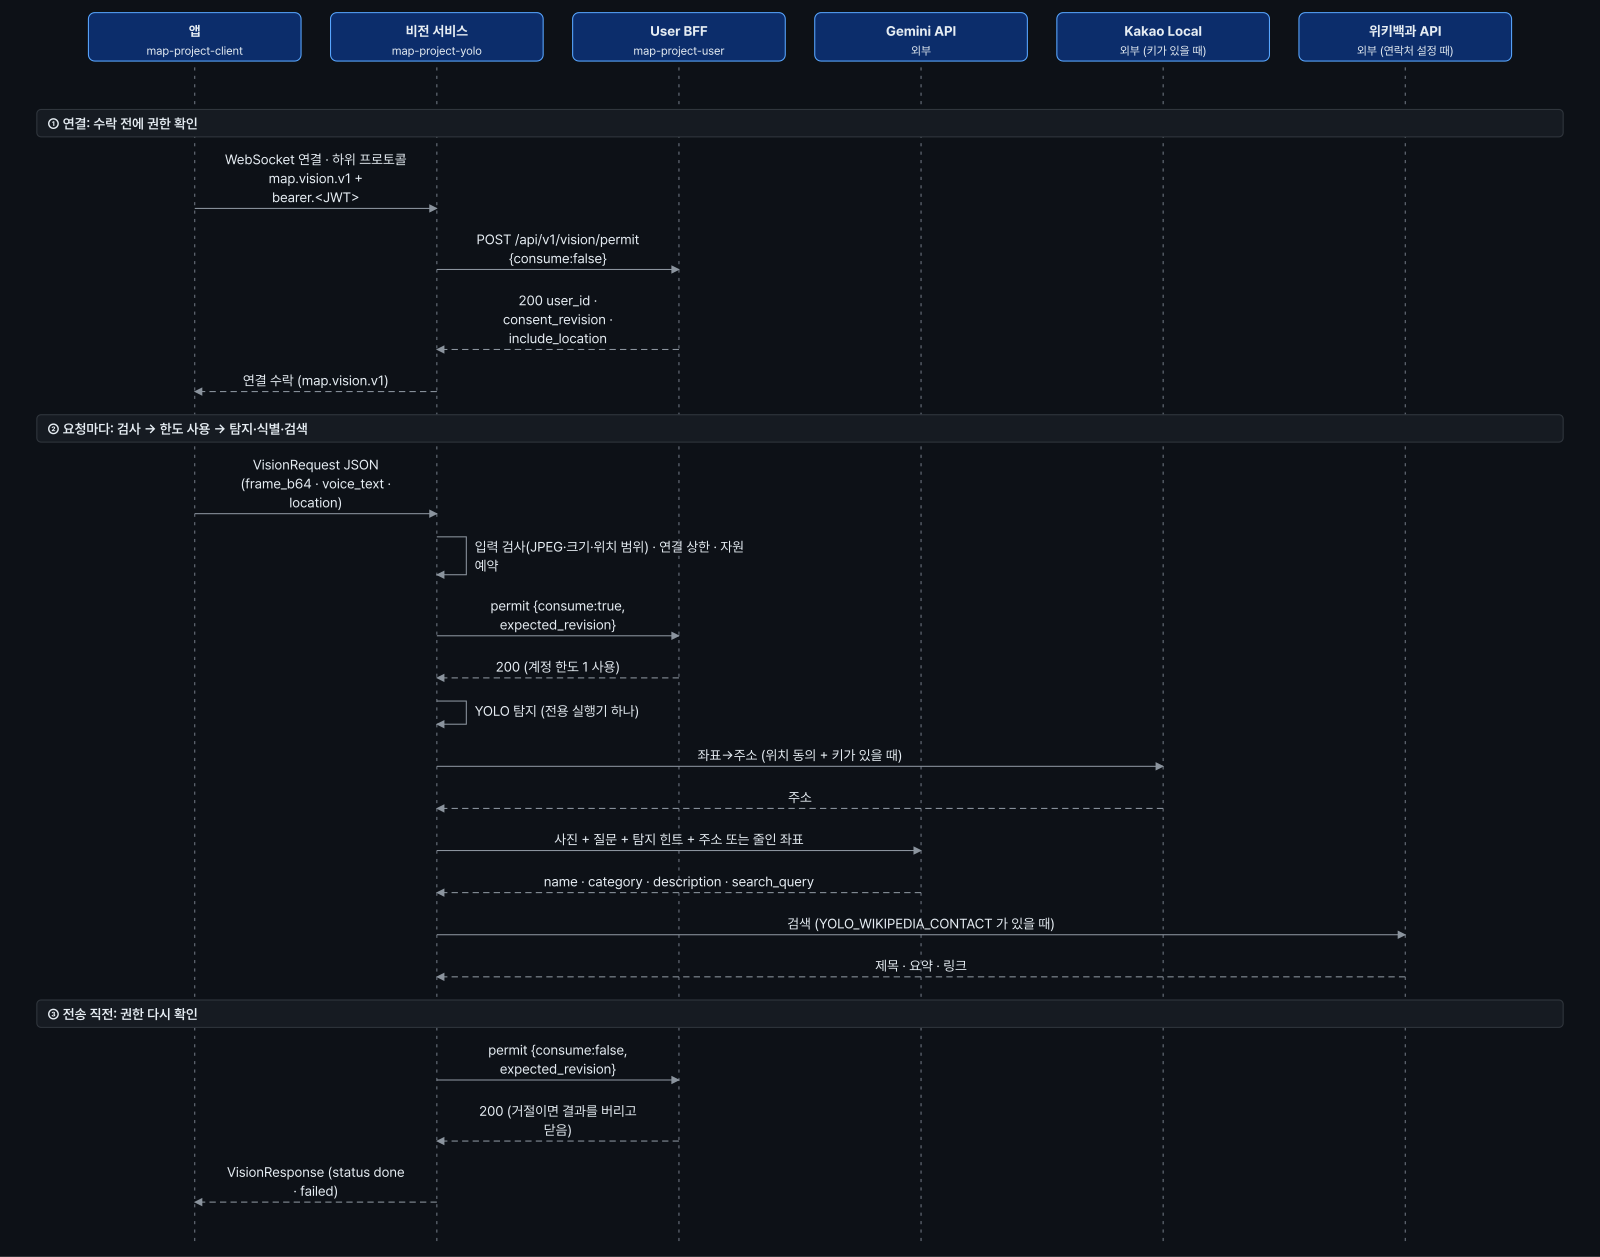 앱
map-project-client
비전 서비스
map-project-yolo
User BFF
map-project-user
Gemini API
외부
Kakao Local
외부 (키가 있을 때)
위키백과 API
외부 (연락처 설정 때)
① 연결: 수락 전에 권한 확인
WebSocket 연결 · 하위 프로토콜
map.vision.v1 +
bearer.<JWT>
POST /api/v1/vision/permit
{consume:false}
200 user_id ·
consent_revision ·
include_location
연결 수락 (map.vision.v1)
② 요청마다: 검사 → 한도 사용 → 탐지·식별·검색
VisionRequest JSON
(frame_b64 · voice_text ·
location)
입력 검사(JPEG·크기·위치 범위) · 연결 상한 · 자원
예약
permit {consume:true,
expected_revision}
200 (계정 한도 1 사용)
YOLO 탐지 (전용 실행기 하나)
좌표→주소 (위치 동의 + 키가 있을 때)
주소
사진 + 질문 + 탐지 힌트 + 주소 또는 줄인 좌표
name · category · description · search_query
검색 (YOLO_WIKIPEDIA_CONTACT 가 있을 때)
제목 · 요약 · 링크
③ 전송 직전: 권한 다시 확인
permit {consume:false,
expected_revision}
200 (거절이면 결과를 버리고
닫음)
VisionResponse (status done
· failed)